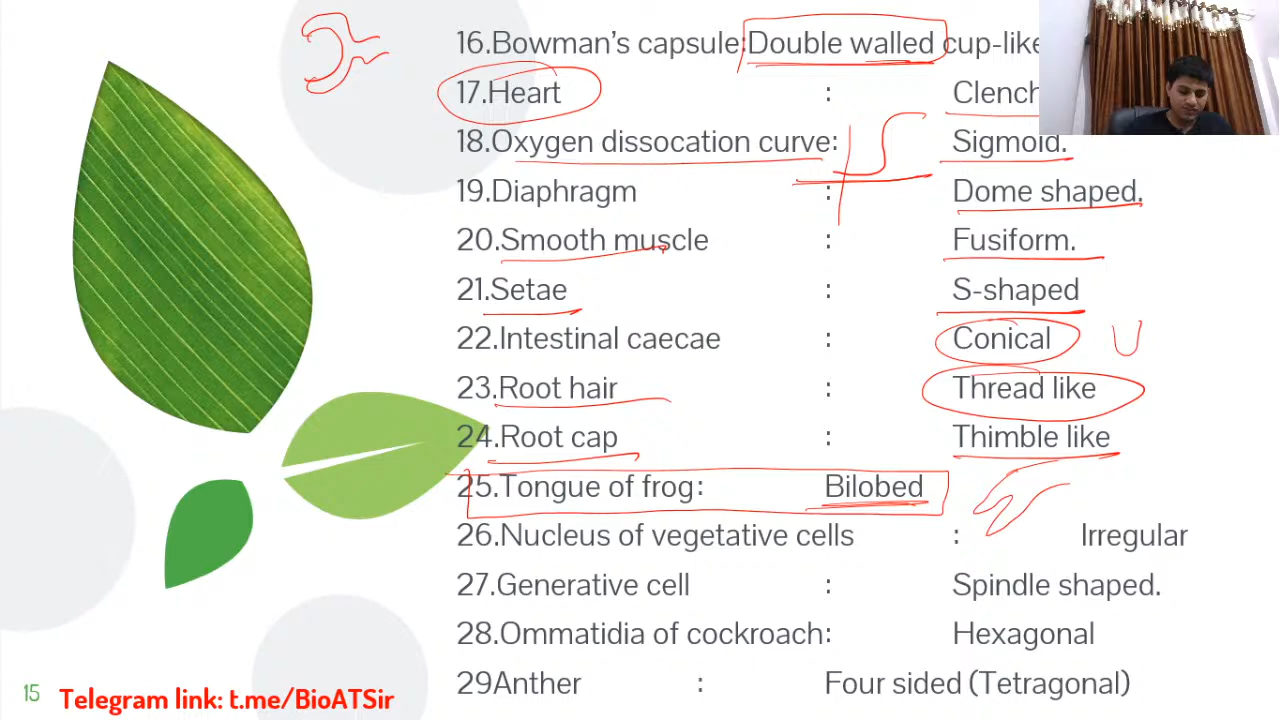 16.Bowman's capsule:Double walled cup-like
17.Heart : Clench
18.Oxygen dissocation curve: Sigmoid.
19.Diaphragm : Dome shaped.
20.Smooth muscle : Fusiform.
21.Setae : S-shaped
22.Intestinal caecae : Conical
23.Root hair : Thread like
24.Root cap : Thimble like
25.Tongue of frog: Bilobed
26.Nucleus of vegetative cells : Irregular
27.Generative cell : Spindle shaped.
28.Ommatidia of cockroach: Hexagonal
29Anther : Four sided (Tetragonal)
15 Telegram link: t.me/BioATSir